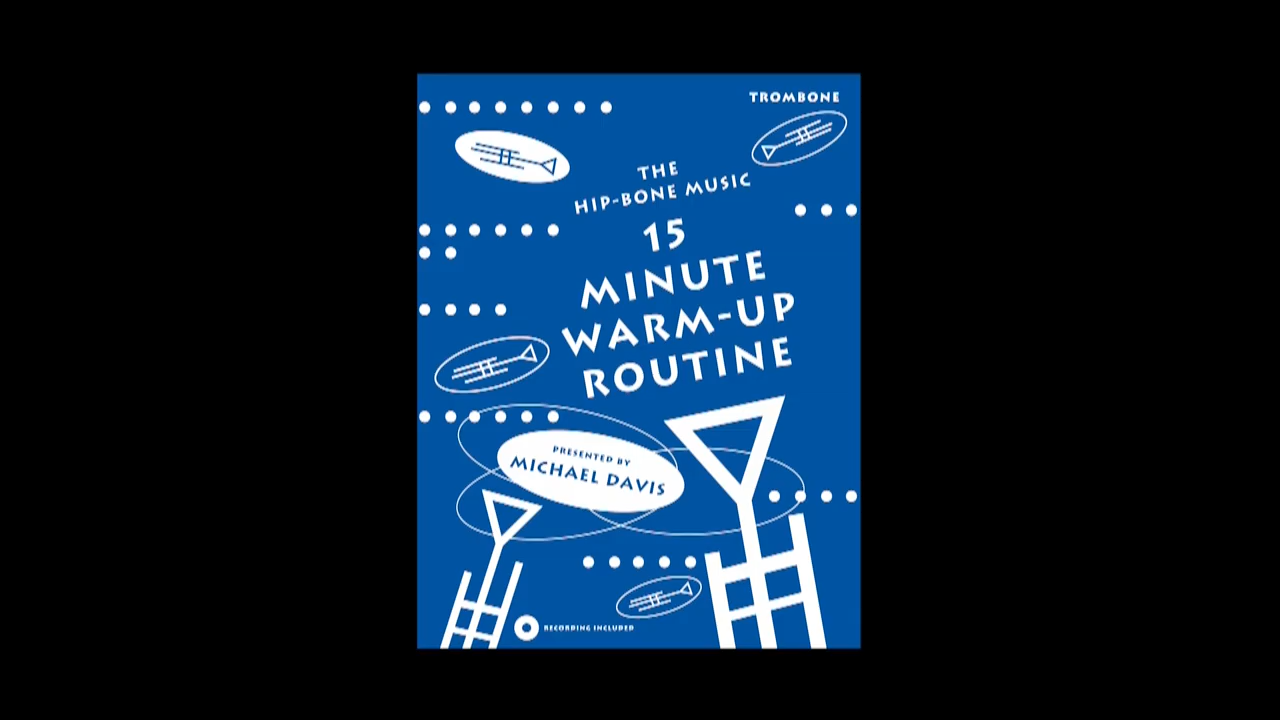 TROMBONE
THE
HIP-BONE MUSIC
15
MINUTE
WARM-UP
ROUTINE
PRESENTED BY
MICHAEL DAVIS
RECORDING INCLUDED